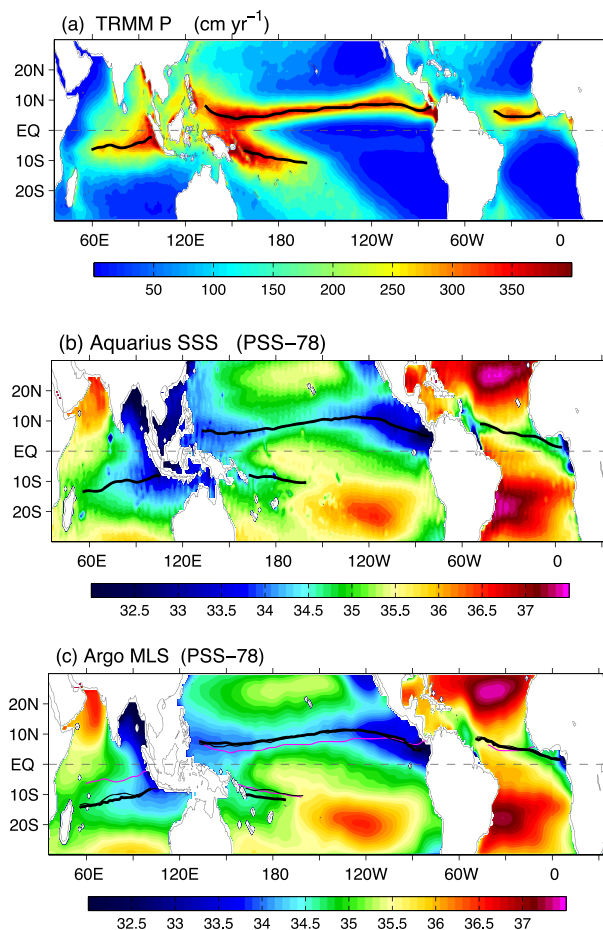 (a) TRMM P (cm yr−1)
20N
10N
EQ
10S
20S
60E 120E 180 120W 60W 0
50 100 150 200 250 300 350
(b) Aquarius SSS (PSS−78)
20N
10N
EQ
10S
20S
60E 120E 180 120W 60W 0
32.5 33 33.5 34 34.5 35 35.5 36 36.5 37
(c) Argo MLS (PSS−78)
20N
10N
EQ
10S
20S
60E 120E 180 120W 60W 0
32.5 33 33.5 34 34.5 35 35.5 36 36.5 37